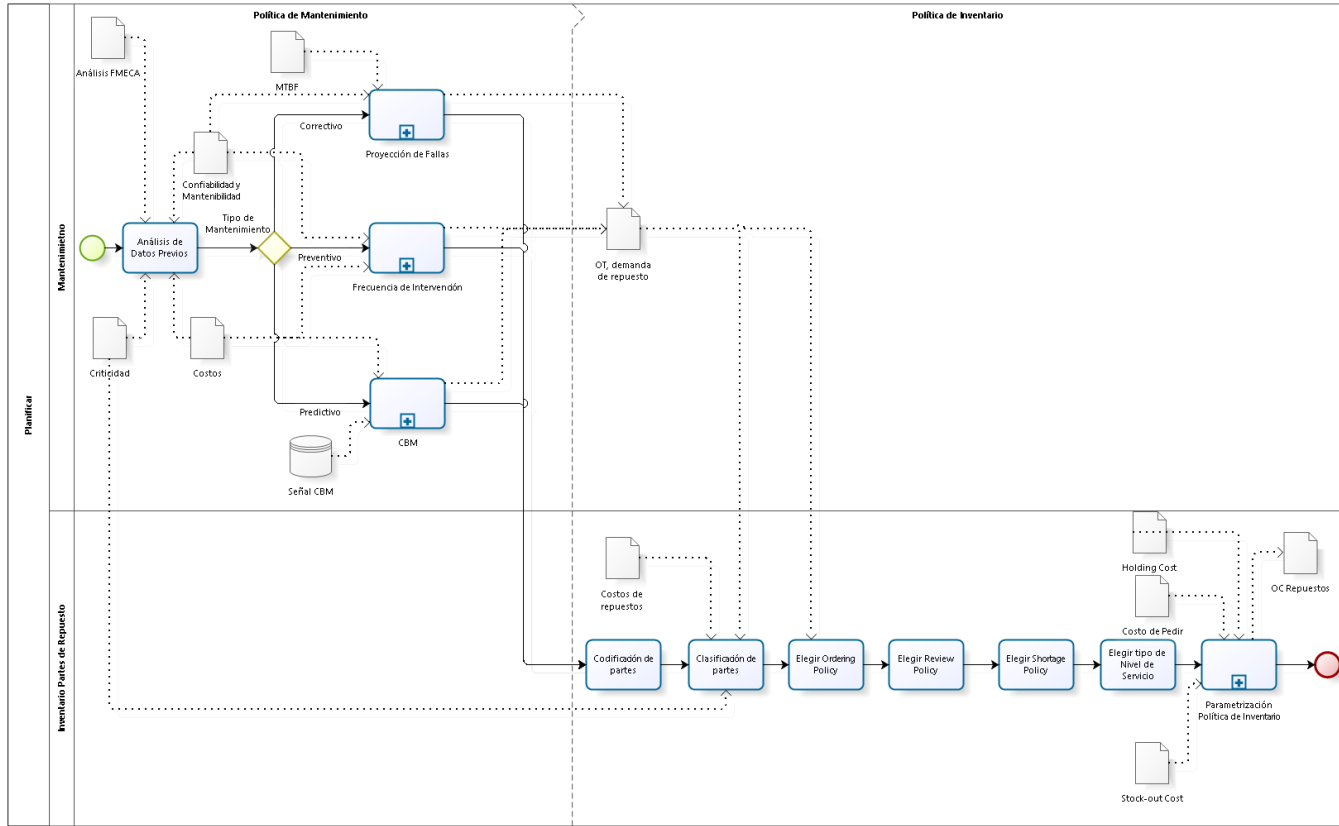 Política de Mantenimiento
Política de Inventario
Planificar
Mantenimietno
Inventario Partes de Repuesto
Análisis FMECA
MTBF
Correctivo
Proyección de Fallas
Confiabilidad y
Mantenibilidad
Tipo de
Mantenimiento
Análisis de
Datos Previos
Preventivo
Frecuencia de Intervendón
OT, demanda
de repuesto
Criticidad
Costos
Predictivo
CBM
Señal CBM
Holding Cost
OC Repuestos
Costos de
repuestos
Costo de Pedir
Codificación de
partes
Clasificación de
partes
Elegir Ordering
Policy
Elegir Review
Policy
Elegir Shortage
Policy
Elegir tipo de
Nivel de
Servicio
Parametrización
Política de Inventario
Stock-out Cost